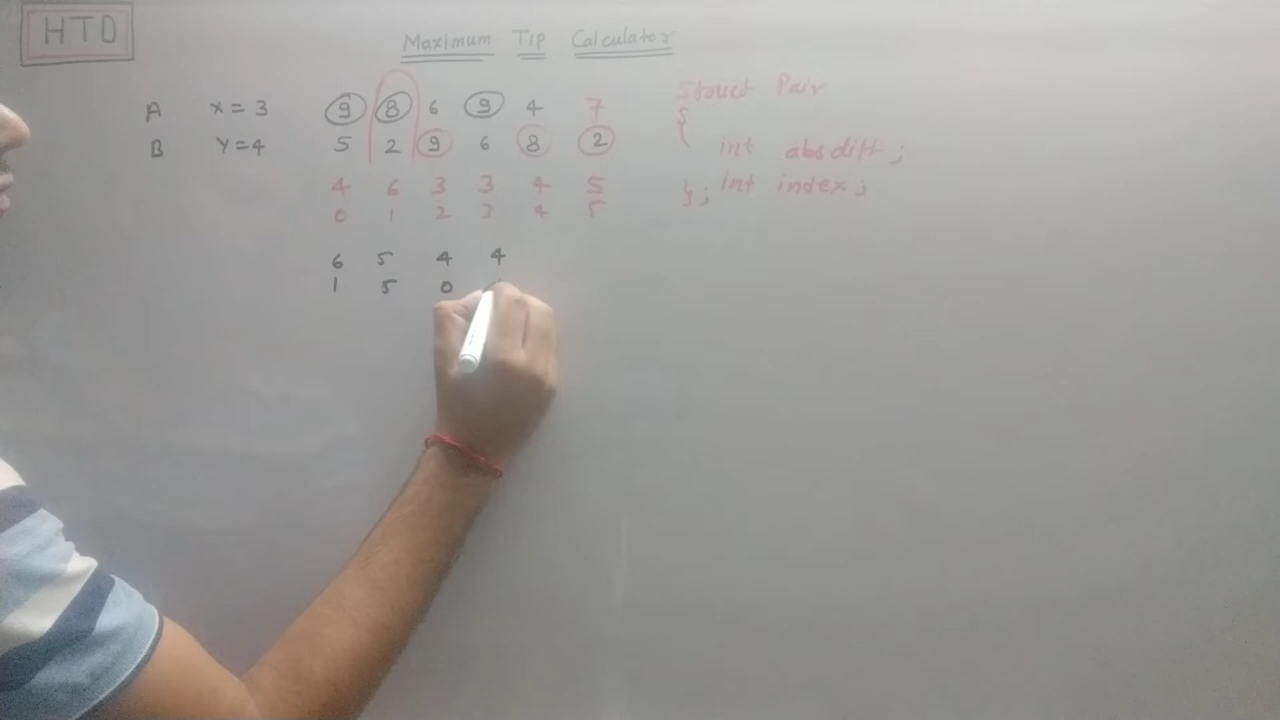 HTD
Maximum Tip Calculator
A X = 3 9 8 6 9 4 7
B Y = 4 5 2 9 6 8 2
4 6 3 3 4 5
0 1 2 3 4 5
6 5 4 4
1 5 0
struct Pair
{
int absdiff;
int index;
};